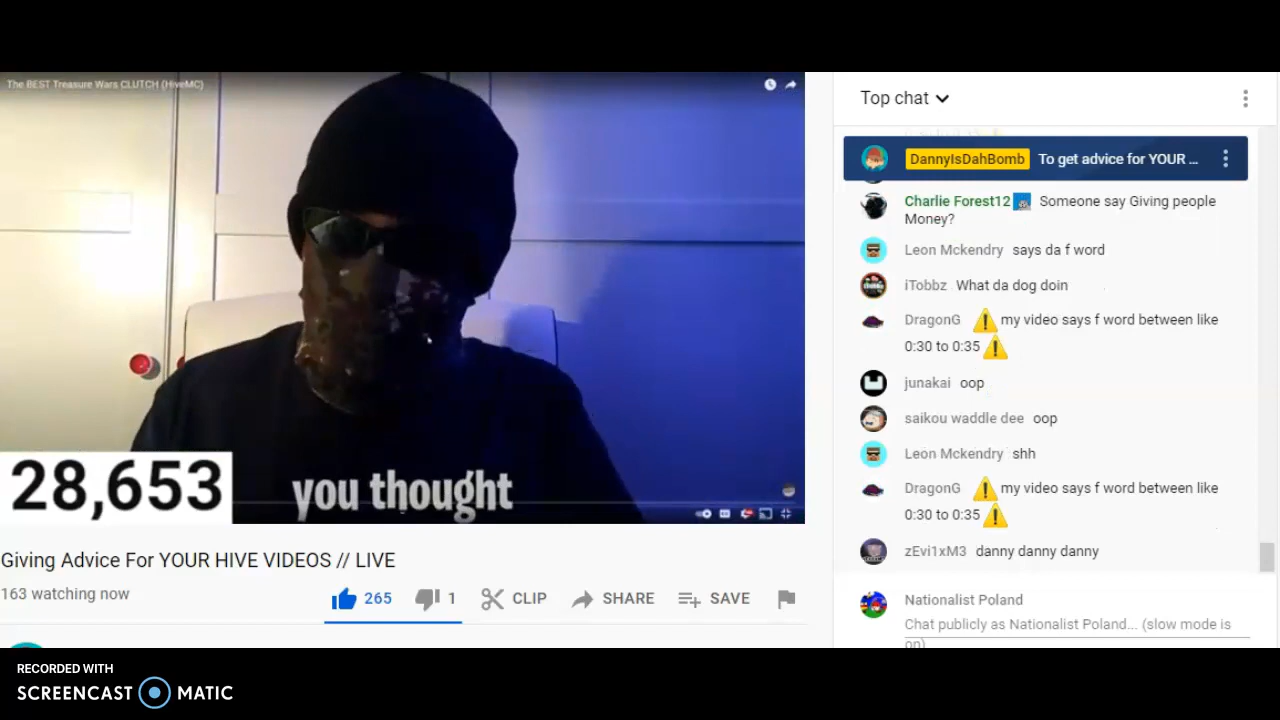 The BEST Treasure Wars CLUTCH (HiveMC)
28,653
you thought
Giving Advice For YOUR HIVE VIDEOS // LIVE
163 watching now
265
1
CLIP
SHARE
SAVE
Top chat
DannyIsDahBomb To get advice for YOUR ...
Charlie Forest12 Someone say Giving people
Money?
Leon Mckendry says da f word
iTobbz What da dog doin
DragonG ⚠️my video says f word between like
0:30 to 0:35⚠️
junakai oop
saikou waddle dee oop
Leon Mckendry shh
DragonG ⚠️my video says f word between like
0:30 to 0:35⚠️
zEvi1xM3 danny danny danny
Nationalist Poland
Chat publicly as Nationalist Poland... (slow mode is
on)
RECORDED WITH
SCREENCAST MATIC